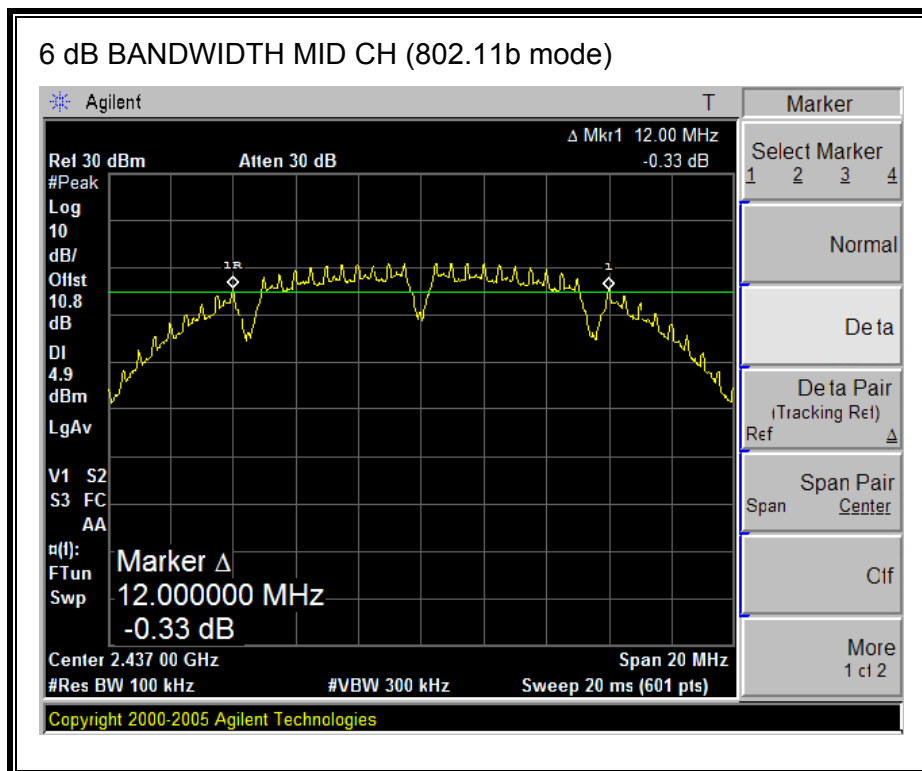 6 dB BANDWIDTH MID CH (802.11b mode)
Agilent T
Marker
Δ Mkr1 12.00 MHz
Ref 30 dBm Atten 30 dB -0.33 dB
#Peak
Log
10
dB/
Offst
10.8
dB
DI
4.9
dBm
LgAv
V1 S2
S3 FC
AA
¤(f):
FTun
Swp
1R
1
Marker Δ
12.000000 MHz
-0.33 dB
Center 2.437 00 GHz Span 20 MHz
#Res BW 100 kHz #VBW 300 kHz Sweep 20 ms (601 pts)
Copyright 2000-2005 Agilent Technologies
Select Marker
1 2 3 4
Normal
De ta
De ta Pair
(Tracking Ref)
Ref Δ
Span Pair
Span Center
Off
More
1 of 2